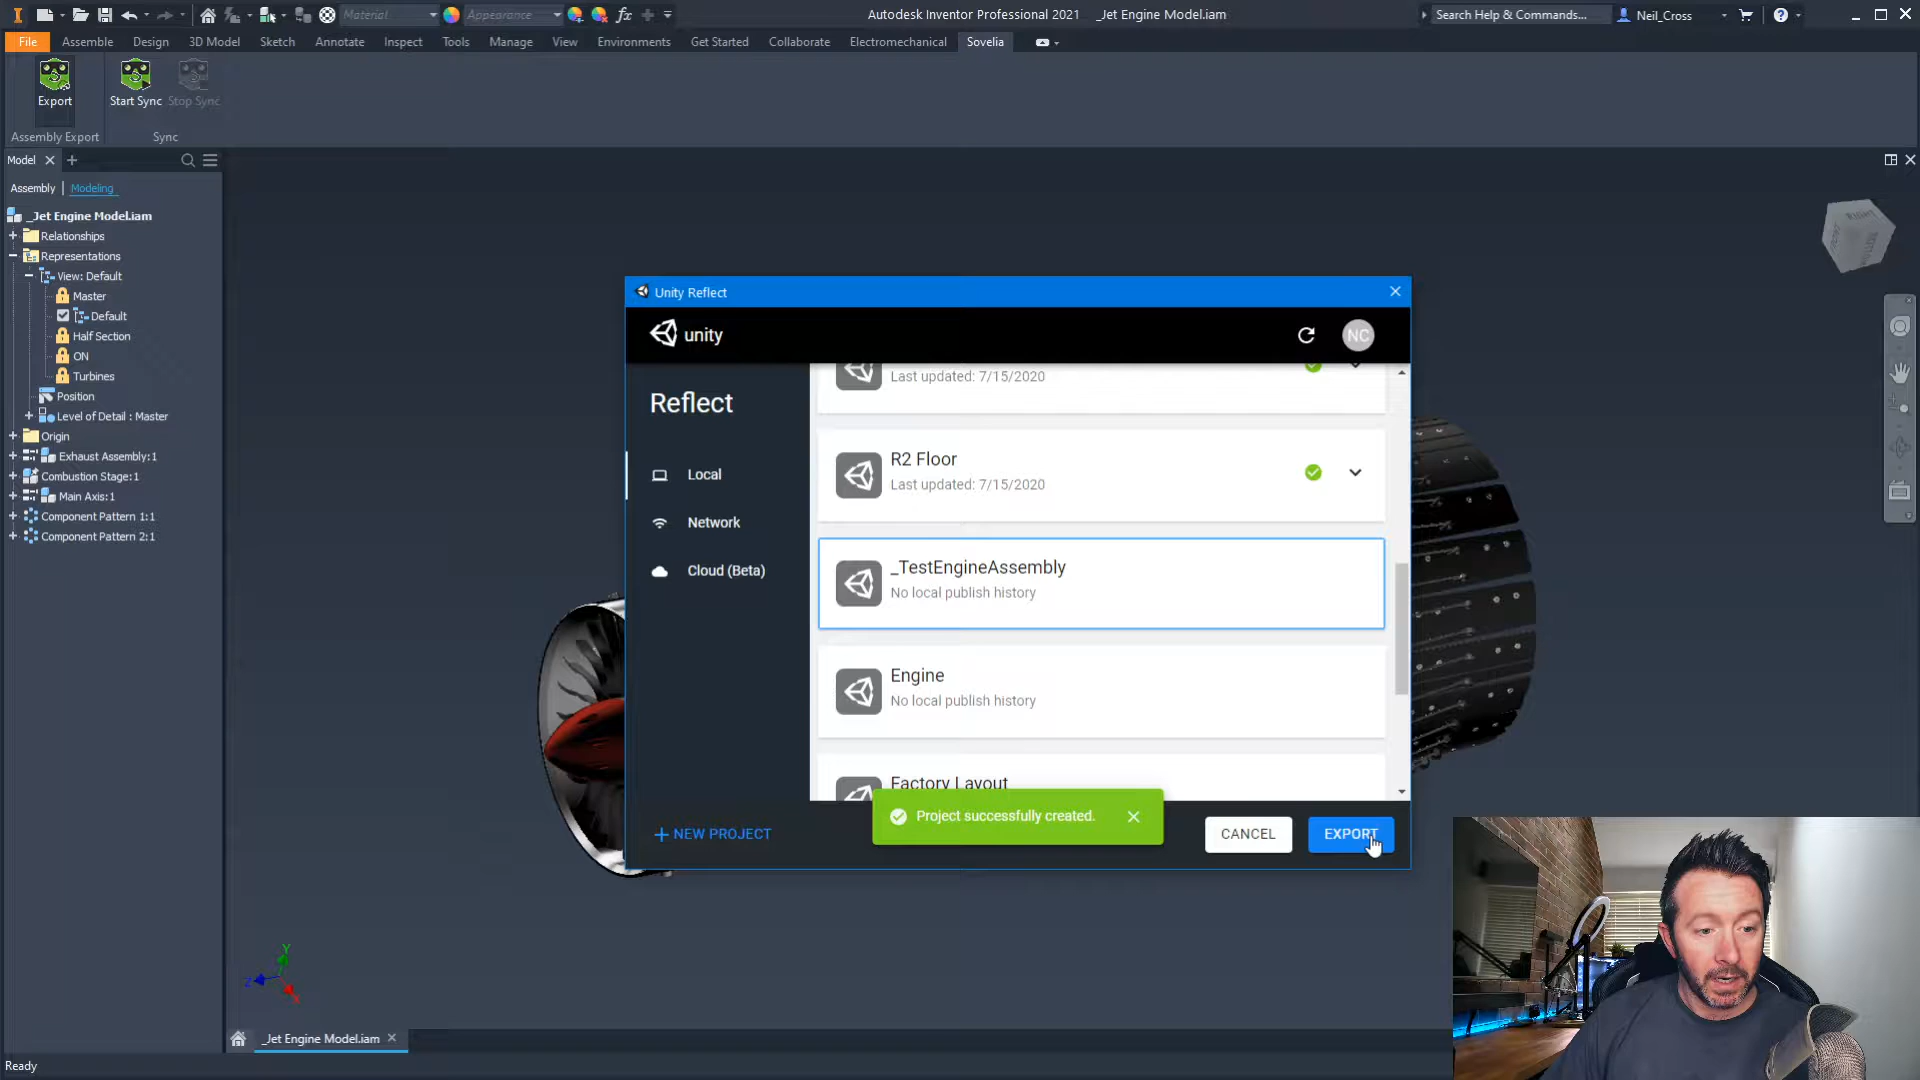 Material
Appearance
Autodesk Inventor Professional 2021 _Jet Engine Model.iam
Search Help & Commands...
Neil_Cross
File Assemble Design 3D Model Sketch Annotate Inspect Tools Manage View Environments Get Started Collaborate Electromechanical Sovelia
Export
Start Sync
Stop Sync
Assembly Export
Sync
Model
Assembly | Modeling
_Jet Engine Model.iam
Relationships
Representations
View: Default
Master
Default
Half Section
ON
Turbines
Position
Level of Detail : Master
Origin
Exhaust Assembly:1
Combustion Stage:1
Main Axis:1
Component Pattern 1:1
Component Pattern 2:1
Unity Reflect
unity
NC
Reflect
Local
Network
Cloud (Beta)
Last updated: 7/15/2020
R2 Floor
Last updated: 7/15/2020
_TestEngineAssembly
No local publish history
Engine
No local publish history
Factory Layout
Project successfully created.
+ NEW PROJECT
CANCEL
EXPORT
Y
Z
X
_Jet Engine Model.iam
Ready